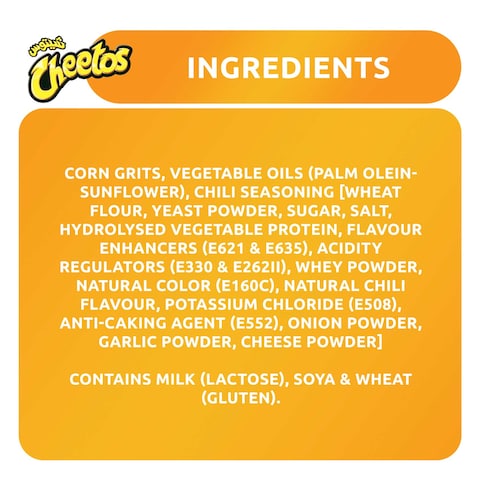 شيتوس
Cheetos
INGREDIENTS
CORN GRITS, VEGETABLE OILS (PALM OLEIN-
SUNFLOWER), CHILI SEASONING [WHEAT
FLOUR, YEAST POWDER, SUGAR, SALT,
HYDROLYSED VEGETABLE PROTEIN, FLAVOUR
ENHANCERS (E621 & E635), ACIDITY
REGULATORS (E330 & E262II), WHEY POWDER,
NATURAL COLOR (E160C), NATURAL CHILI
FLAVOUR, POTASSIUM CHLORIDE (E508),
ANTI-CAKING AGENT (E552), ONION POWDER,
GARLIC POWDER, CHEESE POWDER]
CONTAINS MILK (LACTOSE), SOYA & WHEAT
(GLUTEN).